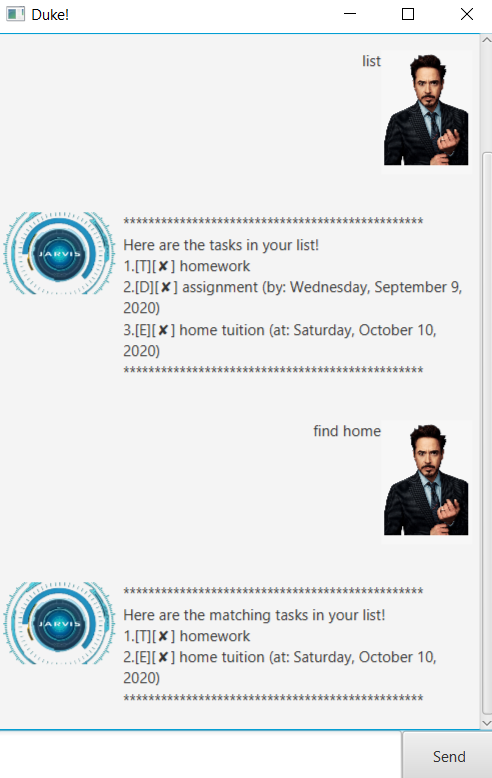 Duke!
list
************************************************
JARVIS
Here are the tasks in your list!
1.[T][✘] homework
2.[D][✘] assignment (by: Wednesday, September 9,
2020)
3.[E][✘] home tuition (at: Saturday, October 10,
2020)
************************************************
find home
************************************************
JARVIS
Here are the matching tasks in your list!
1.[T][✘] homework
2.[E][✘] home tuition (at: Saturday, October 10,
2020)
************************************************
Send